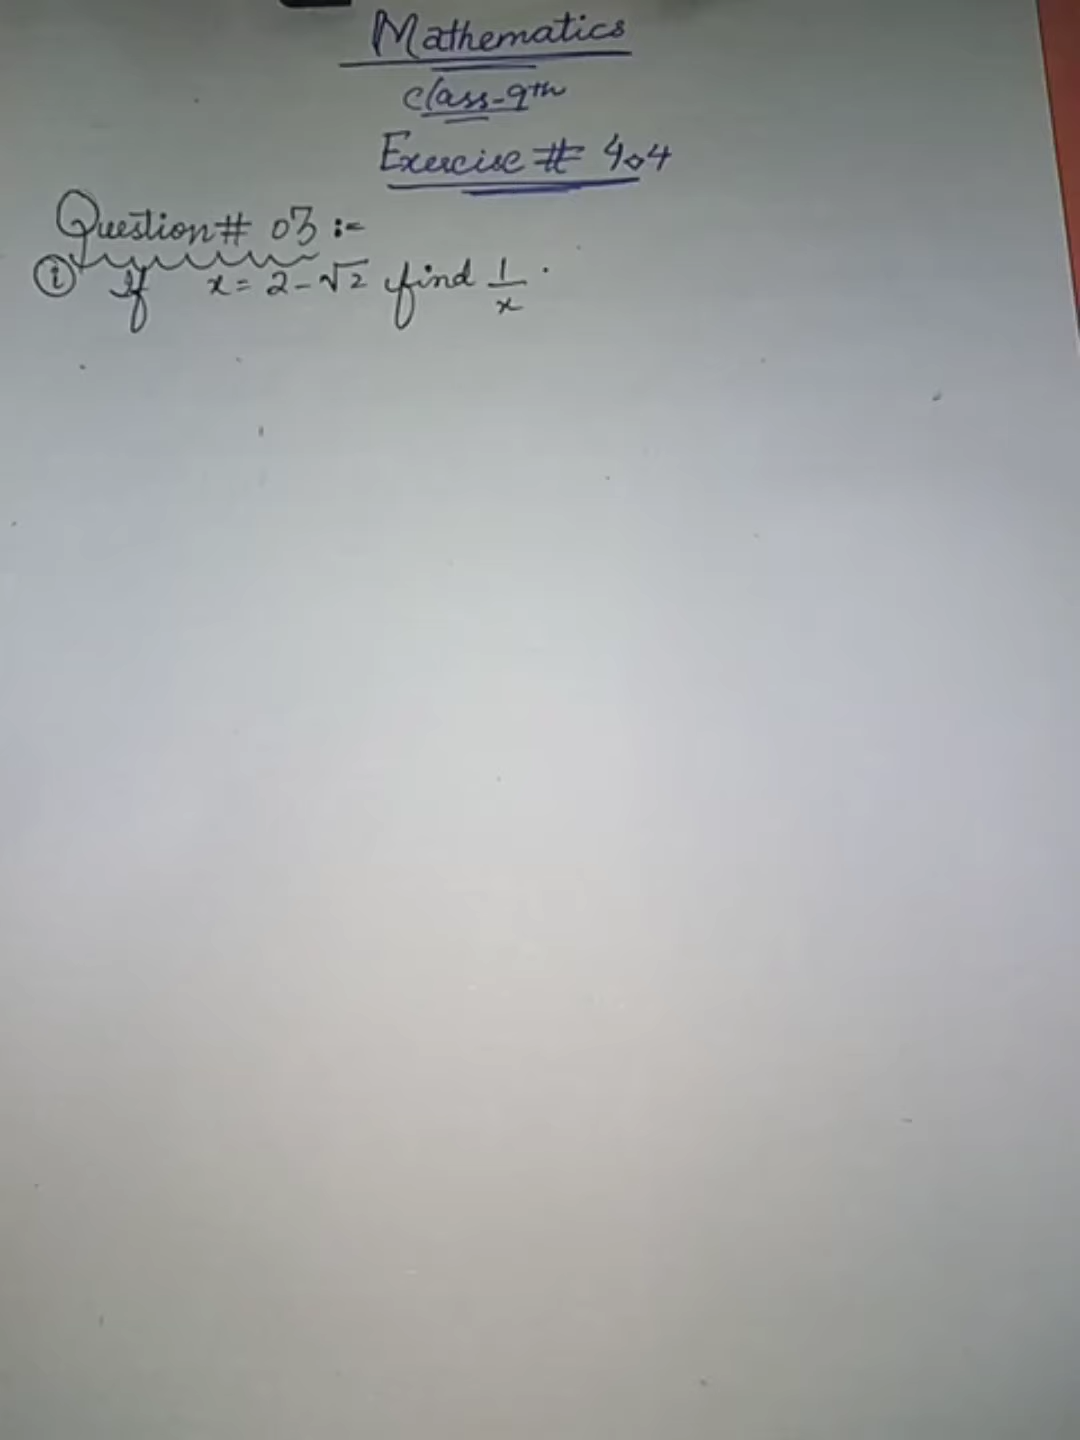 Mathematics
class-9th
Exercise # 4.4
Question # 03 :-
(i) If x = 2-√2 find 1/x.